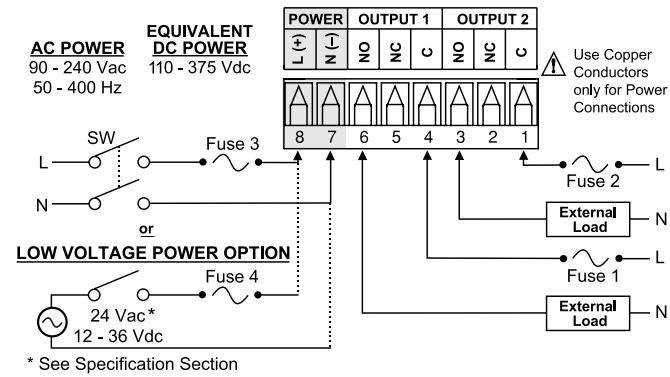 AC POWER
90 - 240 Vac
50 - 400 Hz
EQUIVALENT
DC POWER
110 - 375 Vdc
POWER OUTPUT 1 OUTPUT 2
L (+) N (–) NO NC C NO NC C
8 7 6 5 4 3 2 1
Use Copper
Conductors
only for Power
Connections
SW
L
Fuse 3
N
or
LOW VOLTAGE POWER OPTION
Fuse 4
24 Vac*
12 - 36 Vdc
* See Specification Section
L
Fuse 2
External
Load
N
L
Fuse 1
External
Load
N